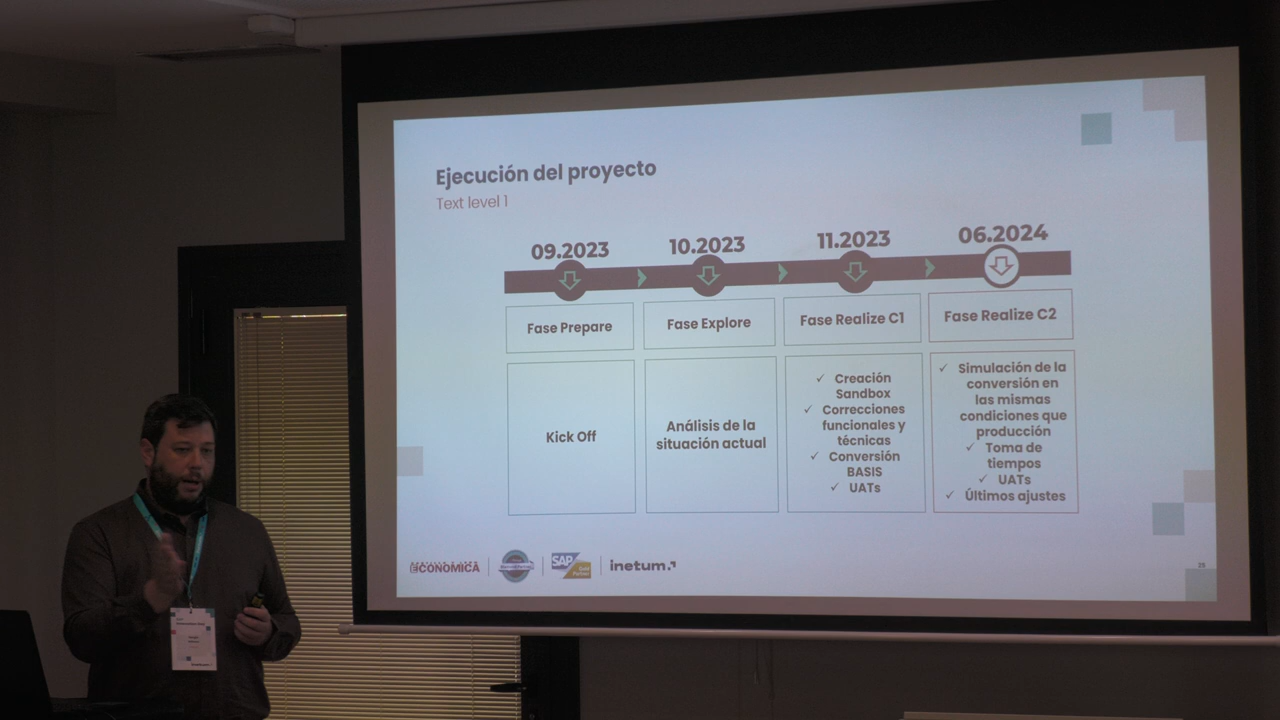 Ejecución del proyecto
Text level 1
09.2023
10.2023
11.2023
06.2024
Fase Prepare
Fase Explore
Fase Realize C1
Fase Realize C2
Kick Off
Análisis de la
situación actual
✓ Creación
Sandbox
✓ Correcciones
funcionales y
técnicas
✓ Conversión
BASIS
✓ UATs
✓ Simulación de la
conversión en
las mismas
condiciones que
producción
✓ Toma de
tiempos
✓ UATs
✓ Últimos ajustes
ECONÓMICA
SAP
Gold
Partner
inetum.